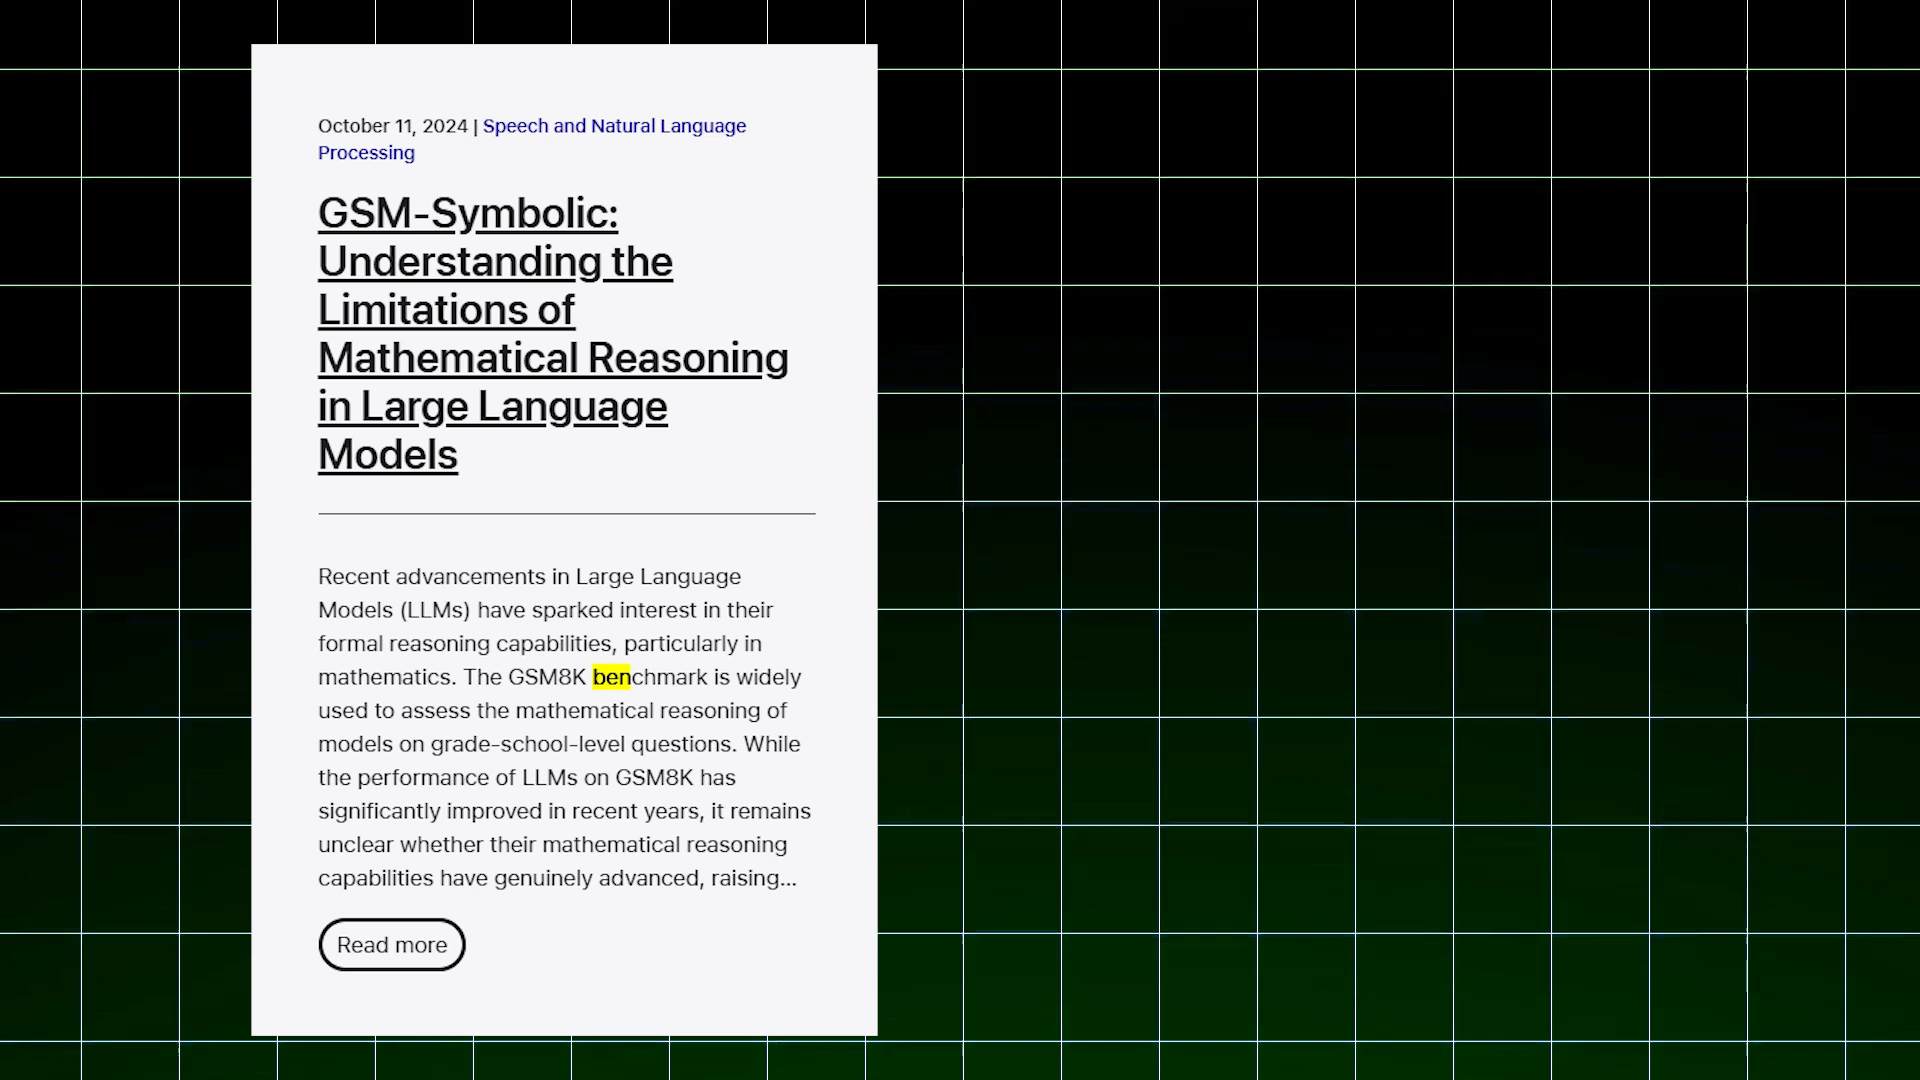 October 11, 2024 | Speech and Natural Language
Processing
GSM-Symbolic:
Understanding the
Limitations of
Mathematical Reasoning
in Large Language
Models
Recent advancements in Large Language
Models (LLMs) have sparked interest in their
formal reasoning capabilities, particularly in
mathematics. The GSM8K benchmark is widely
used to assess the mathematical reasoning of
models on grade-school-level questions. While
the performance of LLMs on GSM8K has
significantly improved in recent years, it remains
unclear whether their mathematical reasoning
capabilities have genuinely advanced, raising...
Read more